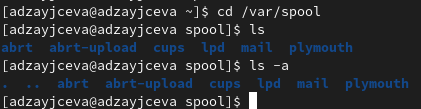 [adzayjceva@adzayjceva ~]$ cd /var/spool
[adzayjceva@adzayjceva spool]$ ls
abrt  abrt-upload  cups  lpd  mail  plymouth
[adzayjceva@adzayjceva spool]$ ls -a
.  ..  abrt  abrt-upload  cups  lpd  mail  plymouth
[adzayjceva@adzayjceva spool]$